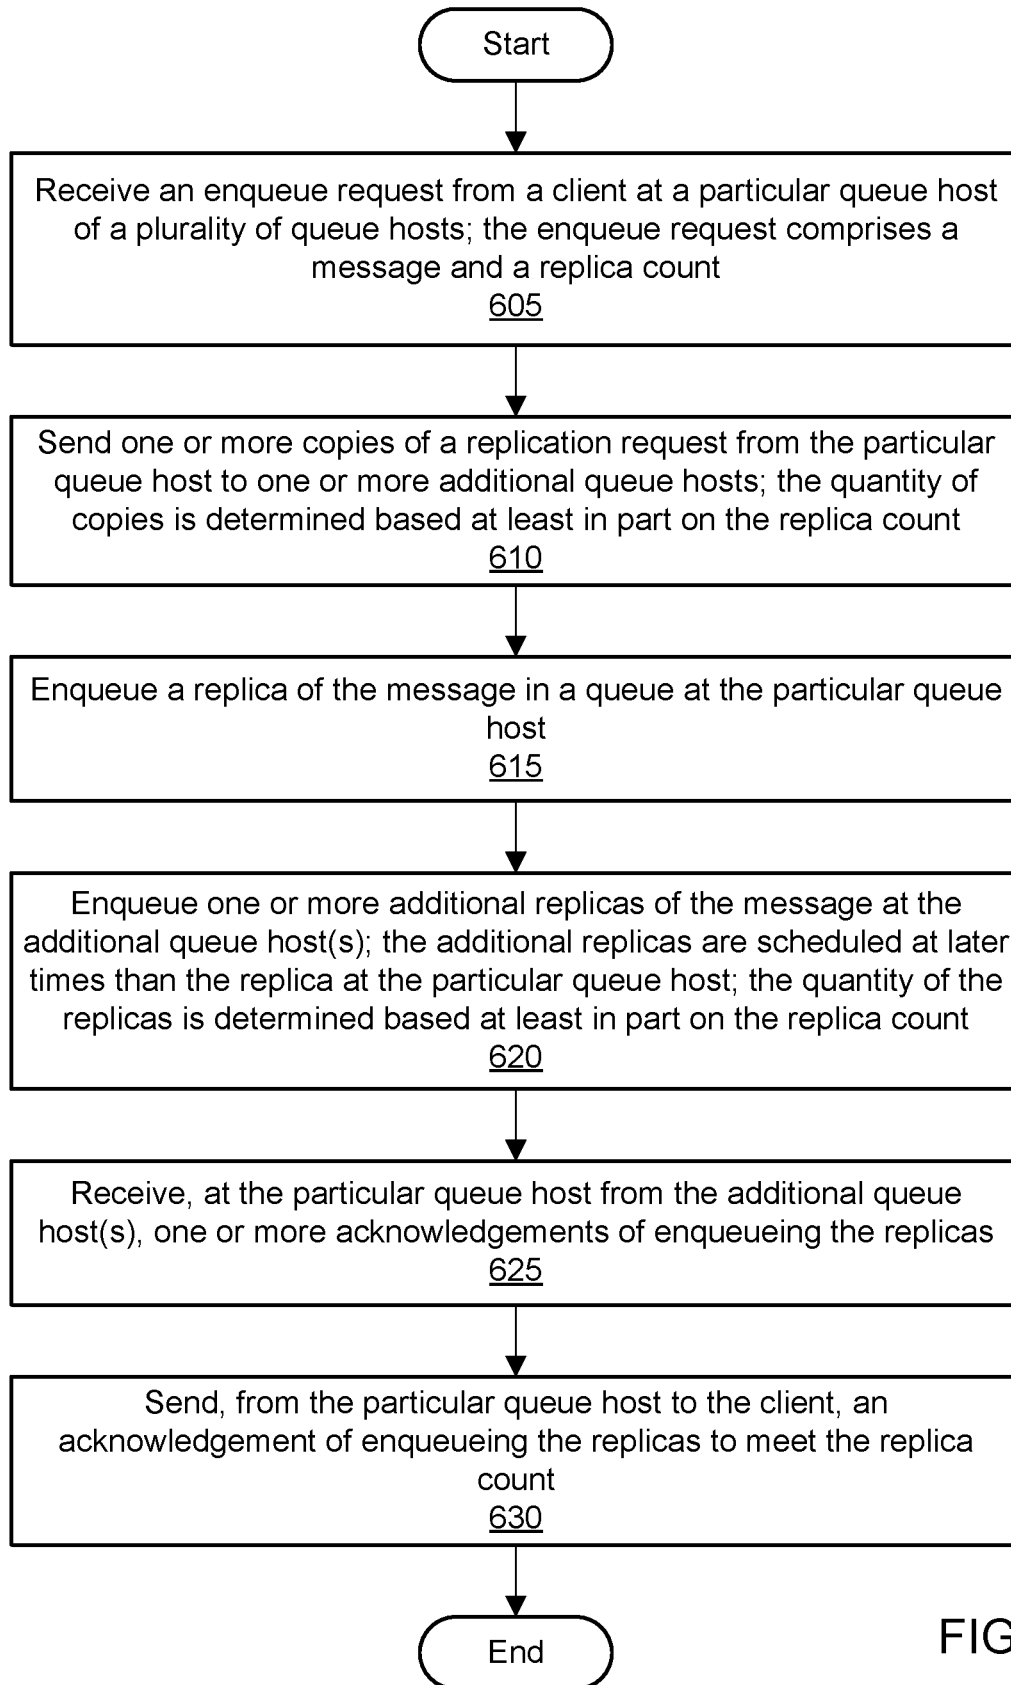 Start
Receive an enqueue request from a client at a particular queue host
of a plurality of queue hosts; the enqueue request comprises a
message and a replica count
605
Send one or more copies of a replication request from the particular
queue host to one or more additional queue hosts; the quantity of
copies is determined based at least in part on the replica count
610
Enqueue a replica of the message in a queue at the particular queue
host
615
Enqueue one or more additional replicas of the message at the
additional queue host(s); the additional replicas are scheduled at later
times than the replica at the particular queue host; the quantity of the
replicas is determined based at least in part on the replica count
620
Receive, at the particular queue host from the additional queue
host(s), one or more acknowledgements of enqueueing the replicas
625
Send, from the particular queue host to the client, an
acknowledgement of enqueueing the replicas to meet the replica
count
630
End
FIG